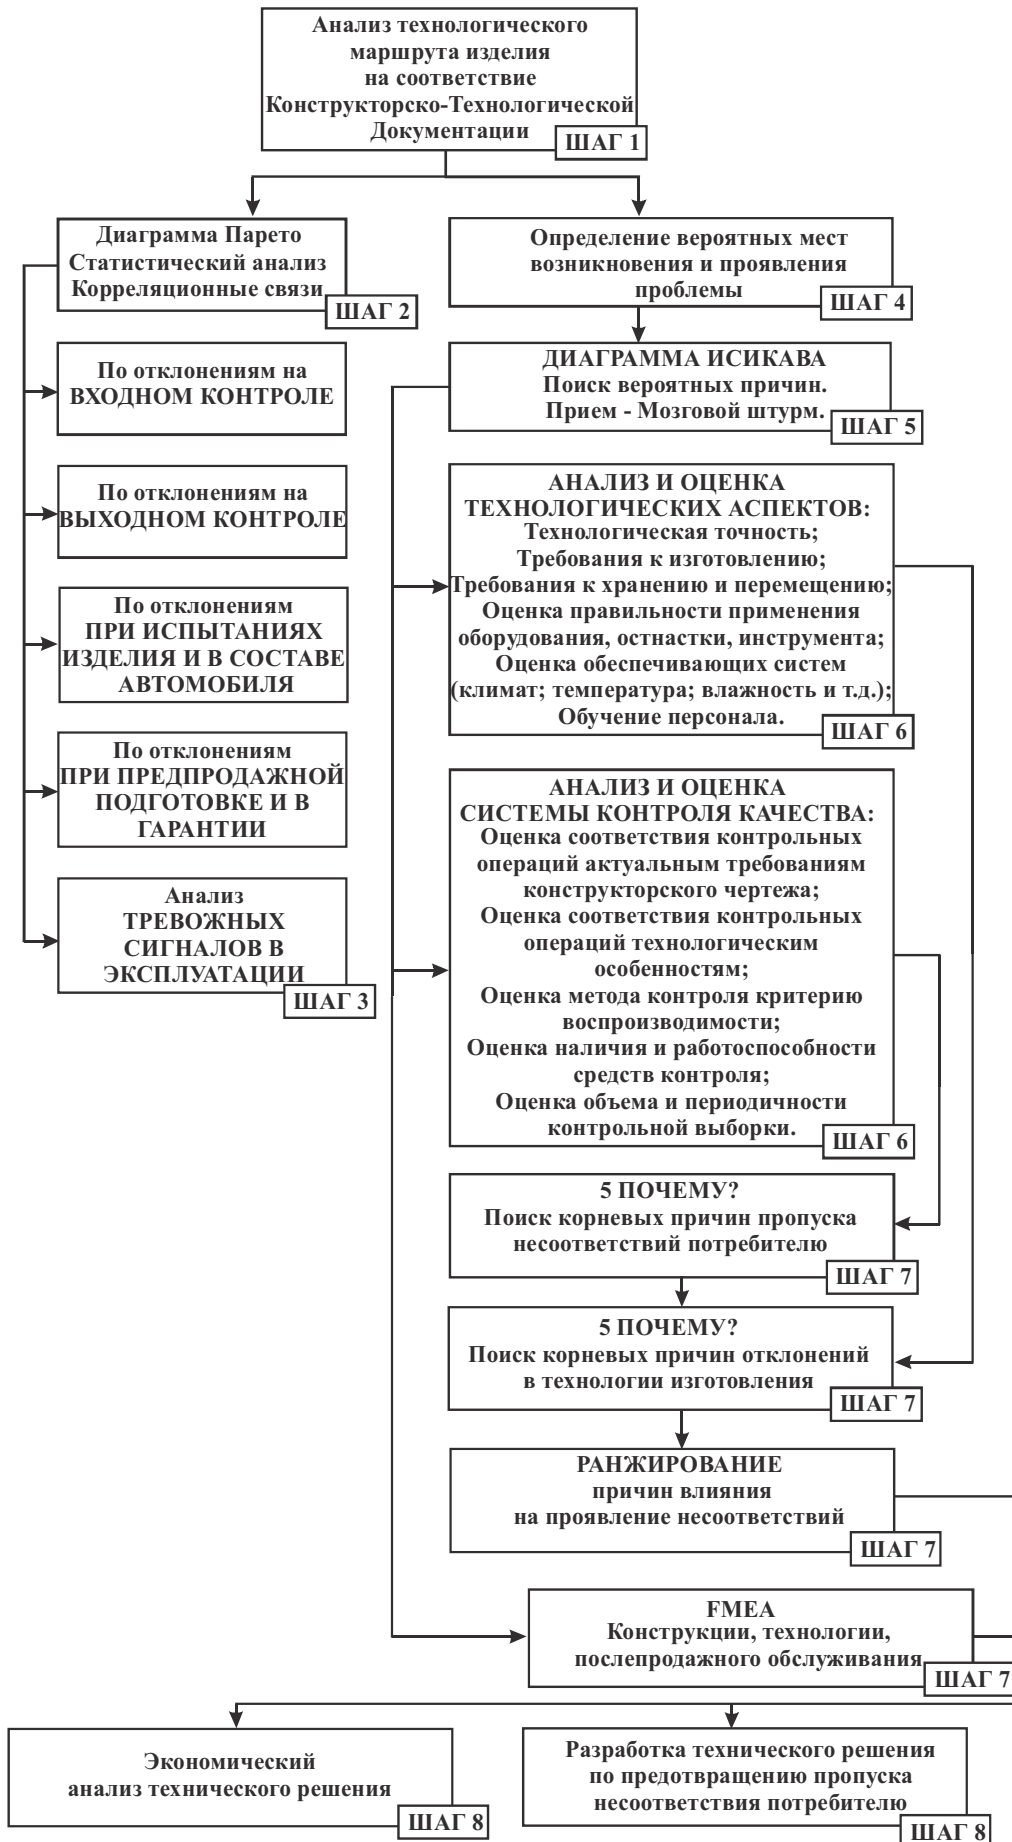 Анализ технологического
маршрута изделия
на соответствие
Конструкторско-Технологической
Документации
ШАГ 1
Диаграмма Парето
Статистический анализ
Корреляционные связи
ШАГ 2
По отклонениям на
ВХОДНОМ КОНТРОЛЕ
По отклонениям на
ВЫХОДНОМ КОНТРОЛЕ
По отклонениям
ПРИ ИСПЫТАНИЯХ
ИЗДЕЛИЯ И В СОСТАВЕ
АВТОМОБИЛЯ
По отклонениям
ПРИ ПРЕДПРОДАЖНОЙ
ПОДГОТОВКЕ И В
ГАРАНТИИ
Анализ
ТРЕВОЖНЫХ
СИГНАЛОВ В
ЭКСПЛУАТАЦИИ
ШАГ 3
Определение вероятных мест
возникновения и проявления
проблемы
ШАГ 4
ДИАГРАММА ИСИКАВА
Поиск вероятных причин.
Прием - Мозговой штурм.
ШАГ 5
АНАЛИЗ И ОЦЕНКА
ТЕХНОЛОГИЧЕСКИХ АСПЕКТОВ:
Технологическая точность;
Требования к изготовлению;
Требования к хранению и перемещению;
Оценка правильности применения
оборудования, остнастки, инструмента;
Оценка обеспечивающих систем
(климат; температура; влажность и т.д.);
Обучение персонала.
ШАГ 6
АНАЛИЗ И ОЦЕНКА
СИСТЕМЫ КОНТРОЛЯ КАЧЕСТВА:
Оценка соответствия контрольных
операций актуальным требованиям
конструкторского чертежа;
Оценка соответствия контрольных
операций технологическим
особенностям;
Оценка метода контроля критерию
воспроизводимости;
Оценка наличия и работоспособности
средств контроля;
Оценка объема и периодичности
контрольной выборки.
ШАГ 6
5 ПОЧЕМУ?
Поиск корневых причин пропуска
несоответствий потребителю
ШАГ 7
5 ПОЧЕМУ?
Поиск корневых причин отклонений
в технологии изготовления
ШАГ 7
РАНЖИРОВАНИЕ
причин влияния
на проявление несоответствий
ШАГ 7
FMEA
Конструкции, технологии,
послепродажного обслуживания
ШАГ 7
Экономический
анализ технического решения
ШАГ 8
Разработка технического решения
по предотвращению пропуска
несоответствия потребителю
ШАГ 8